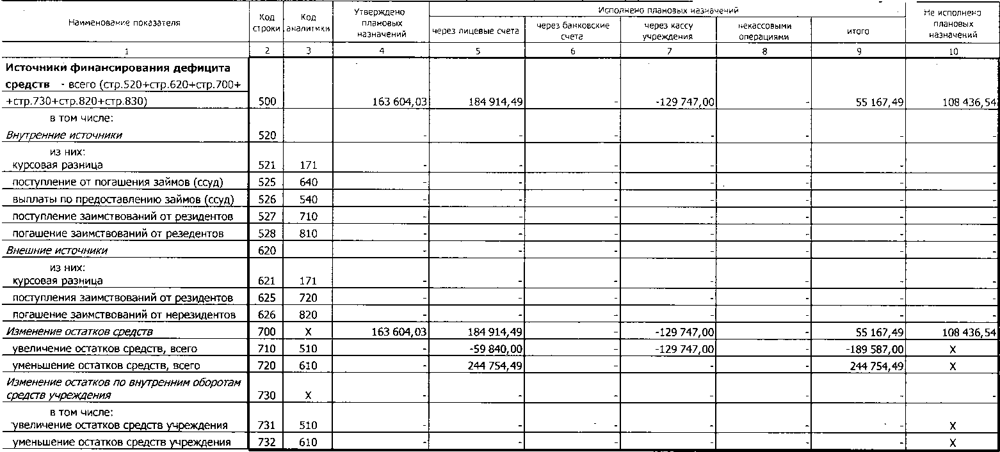 Наименование показателя Код строки Код аналитики Утверждено плановых назначений Исполнено плановых назначений Не исполнено плановых назначений
через лицевые счета через банковские счета через кассу учреждения некассовыми операциями итого
1 2 3 4 5 6 7 8 9 10
Источники финансирования дефицита
средств - всего (стр.520+стр.620+стр.700+
+стр.730+стр.820+стр.830) 500 163 604,03 184 914,49 - -129 747,00 - 55 167,49 108 436,54
в том числе:
Внутренние источники 520 - - - - - - -
из них:
курсовая разница 521 171 - - - - - - -
поступление от погашения займов (ссуд) 525 640 - - - - - - -
выплаты по предоставлению займов (ссуд) 526 540 - - - - - - -
поступление заимствований от резидентов 527 710 - - - - - - -
погашение заимствований от резедентов 528 810 - - - - - - -
Внешние источники 620 - - - - - - -
из них:
курсовая разница 621 171 - - - - - - -
поступления заимствований от резидентов 625 720 - - - - - - -
погашение заимствований от нерезидентов 626 820 - - - - - - -
Изменение остатков средств 700 X 163 604,03 184 914,49 - -129 747,00 - 55 167,49 108 436,54
увеличение остатков средств, всего 710 510 - -59 840,00 - -129 747,00 - -189 587,00 X
уменьшение остатков средств, всего 720 610 - 244 754,49 - - - 244 754,49 X
Изменение остатков по внутренним оборотам
средств учреждения 730 X - - - - - - -
в том числе:
увеличение остатков средств учреждения 731 510 - - - - - - X
уменьшение остатков средств учреждения 732 610 - - - - - - X